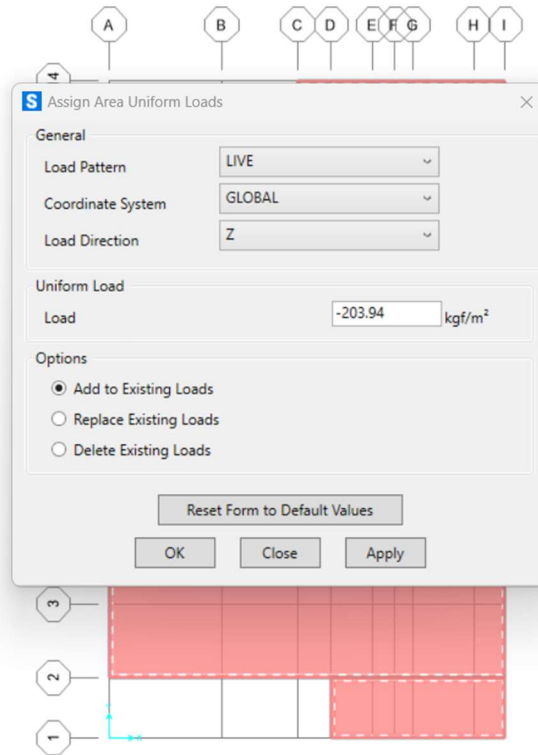 A B C D E F G H I
4
S Assign Area Uniform Loads
General
Load Pattern LIVE
Coordinate System GLOBAL
Load Direction Z
Uniform Load
Load -203.94 kgf/m²
Options
Add to Existing Loads
Replace Existing Loads
Delete Existing Loads
Reset Form to Default Values
OK Close Apply
3
2
1